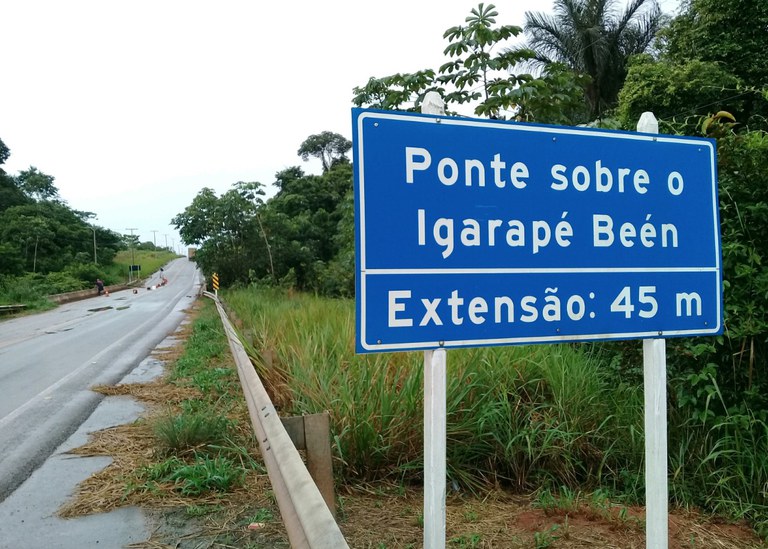 Ponte sobre o
Igarapé Beén
Extensão: 45 m